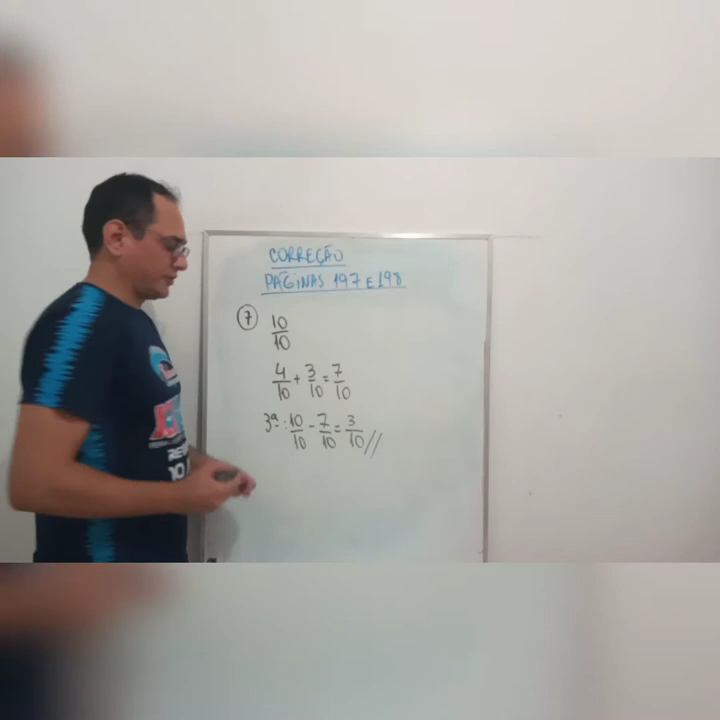 CORREÇÃO
PÁGINAS 197 E 198
7
10/10
4/10 + 3/10 = 7/10
3ª: 10/10 - 7/10 = 3/10 //